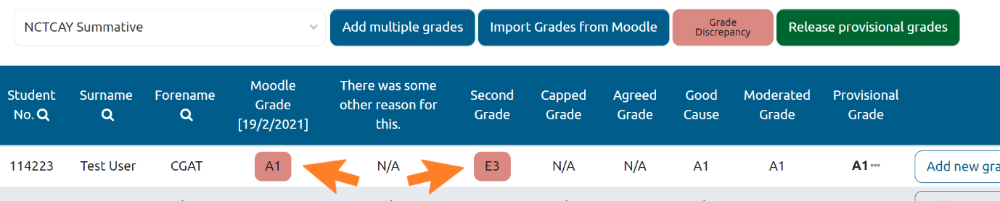 NCTCAY Summative
Add multiple grades
Import Grades from Moodle
Grade
Discrepancy
Release provisional grades
Student
No.
Surname
Forename
Moodle
Grade
[19/2/2021]
There was some
other reason for
this.
Second
Grade
Capped
Grade
Agreed
Grade
Good
Cause
Moderated
Grade
Provisional
Grade
114223 Test User CGAT A1 N/A E3 N/A N/A A1 A1 A1 Add new gra